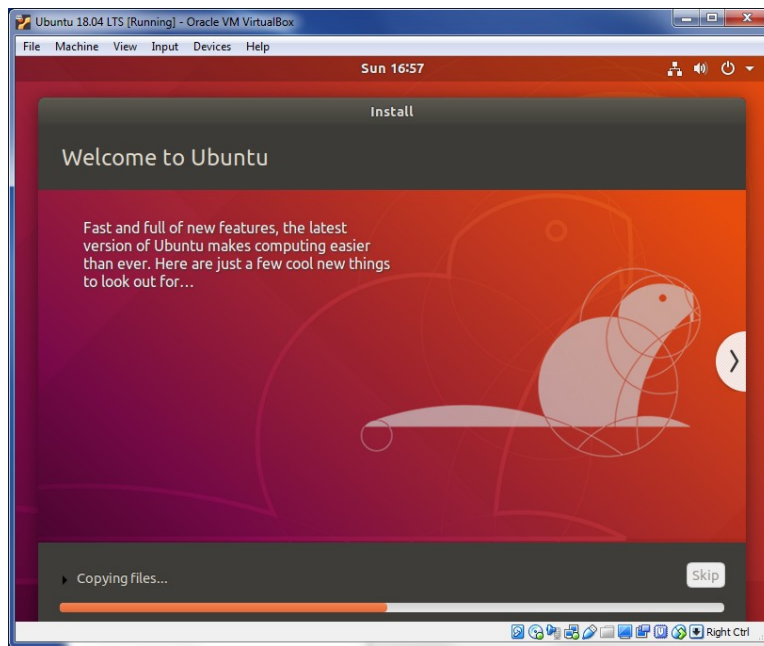 Ubuntu 18.04 LTS [Running] - Oracle VM VirtualBox
File Machine View Input Devices Help
Sun 16:57
Install
Welcome to Ubuntu
Fast and full of new features, the latest
version of Ubuntu makes computing easier
than ever. Here are just a few cool new things
to look out for...
Copying files...
Skip
Right Ctrl